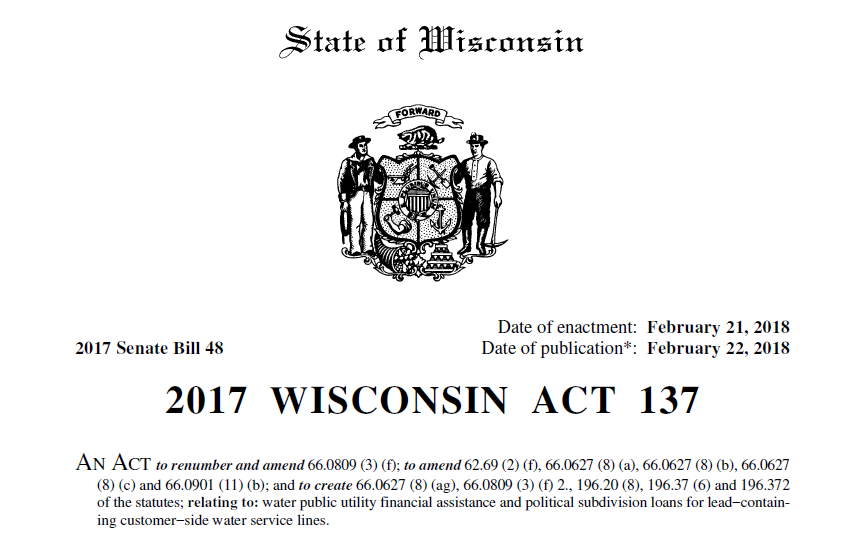 State of Wisconsin
FORWARD
Date of enactment: February 21, 2018
2017 Senate Bill 48
Date of publication*: February 22, 2018
2017 WISCONSIN ACT 137
AN ACT to renumber and amend 66.0809 (3) (f); to amend 62.69 (2) (f), 66.0627 (8) (a), 66.0627 (8) (b), 66.0627
(8) (c) and 66.0901 (11) (b); and to create 66.0627 (8) (ag), 66.0809 (3) (f) 2., 196.20 (8), 196.37 (6) and 196.372
of the statutes; relating to: water public utility financial assistance and political subdivision loans for lead−contain-
ing customer−side water service lines.